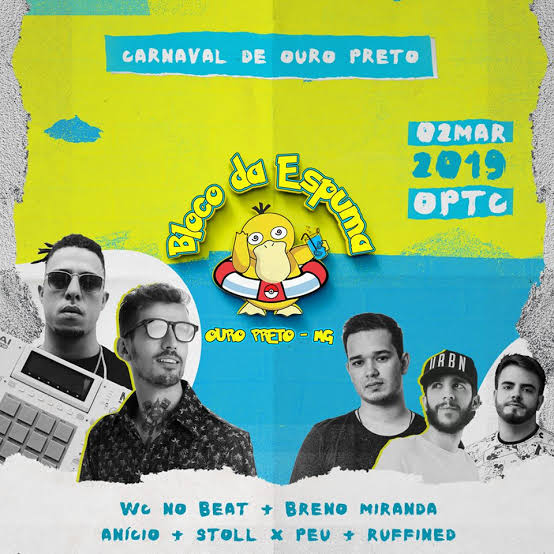 CARNAVAL DE OURO PRETO
02MAR
2019
OPTC
Bloco da Espuma
OURO PRETO - MG
URBN
WC NO BEAT + BRENO MIRANDA
ANÍCIO + STOLL X PEU + RUFFINED